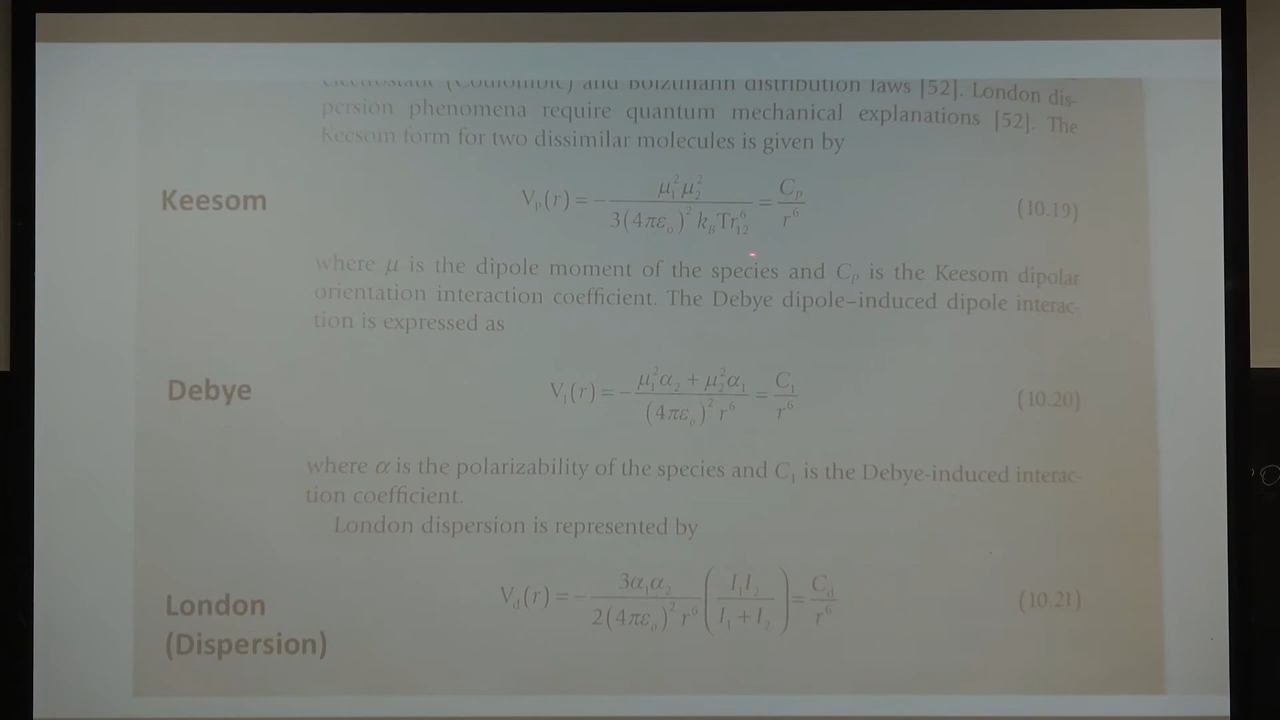 electrostatic (Coulombic) and Boltzmann distribution laws [52]. London dis-
persion phenomena require quantum mechanical explanations [52]. The
Keesom form for two dissimilar molecules is given by
Keesom
V_p(r) = − μ₁²μ₂² / 3(4πε₀)² k_B T r₁₂⁶ = C_p / r⁶ (10.19)
where μ is the dipole moment of the species and C_p is the Keesom dipolar
orientation interaction coefficient. The Debye dipole–induced dipole interac-
tion is expressed as
Debye
V_i(r) = − μ₁²α₂ + μ₂²α₁ / (4πε₀)² r⁶ = C_i / r⁶ (10.20)
where α is the polarizability of the species and C_i is the Debye-induced interac-
tion coefficient.
London dispersion is represented by
London
(Dispersion)
V_d(r) = − 3α₁α₂ / 2(4πε₀)² r⁶ (I₁I₂ / I₁ + I₂) = C_d / r⁶ (10.21)